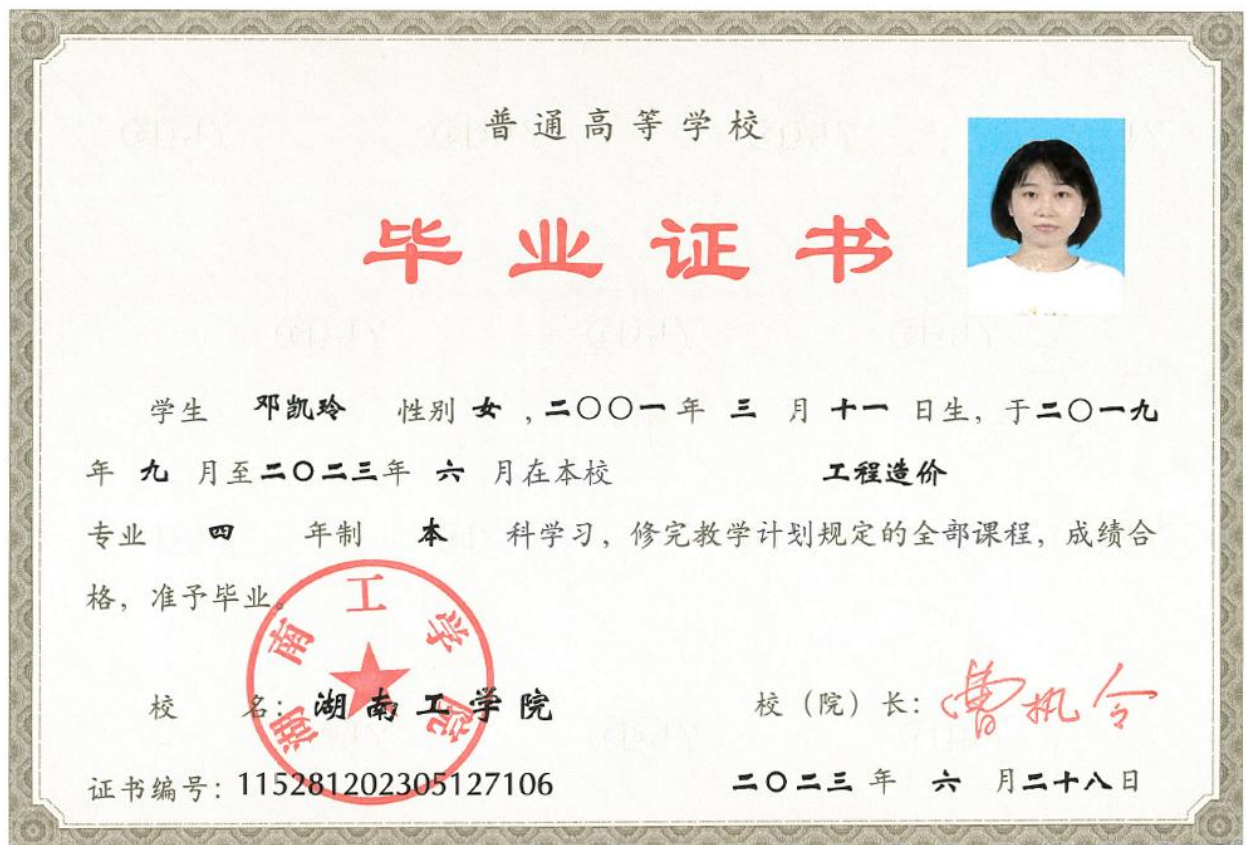 普通高等学校
毕业证书
学生 邓凯玲 性别 女 ，二〇〇一年 三 月 十一 日生，于二〇一九
年 九 月至二〇二三年 六 月在本校 工程造价
专业 四 年制 本 科学习，修完教学计划规定的全部课程，成绩合
格，准予毕业。
湖南工学院
校 名：湖南工学院 校（院）长：曹执令
证书编号：115281202305127106 二〇二三 年 六 月二十八日